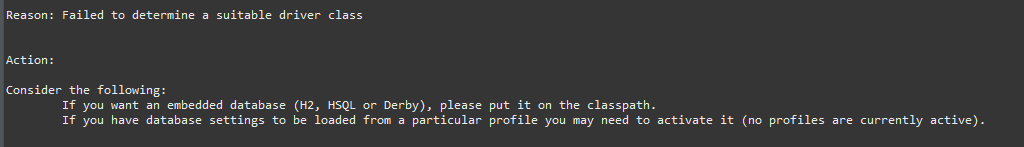 Reason: Failed to determine a suitable driver class
Action:
Consider the following:
If you want an embedded database (H2, HSQL or Derby), please put it on the classpath.
If you have database settings to be loaded from a particular profile you may need to activate it (no profiles are currently active).